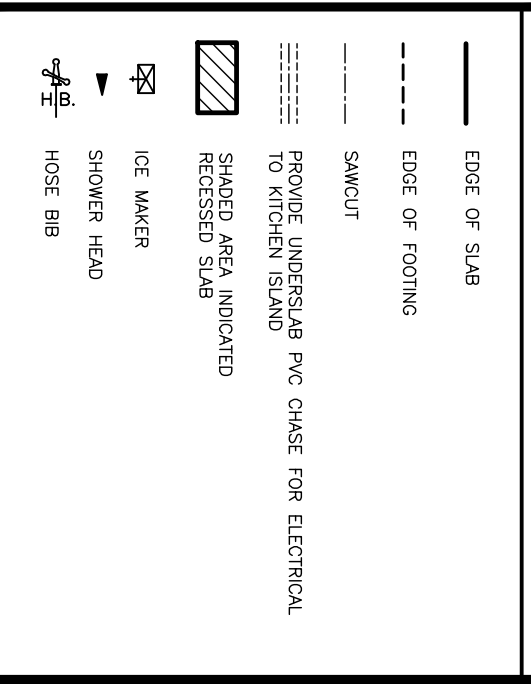 EDGE OF SLAB
EDGE OF FOOTING
SAWCUT
PROVIDE UNDERSLAB PVC CHASE FOR ELECTRICAL
TO KITCHEN ISLAND
SHADED AREA INDICATED
RECESSED SLAB
ICE MAKER
SHOWER HEAD
H.B.
HOSE BIB